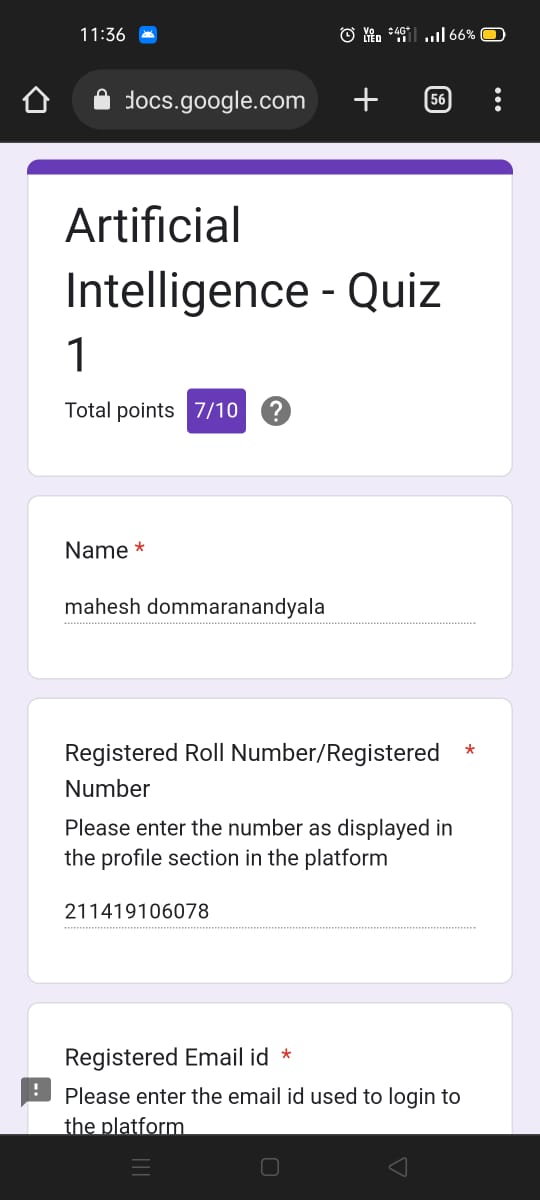 11:36
Vo LTED 4G+ 66%
docs.google.com + 56
Artificial
Intelligence - Quiz
1
Total points 7/10 ?
Name *
mahesh dommaranandyala
Registered Roll Number/Registered *
Number
Please enter the number as displayed in
the profile section in the platform
211419106078
Registered Email id *
! Please enter the email id used to login to
the platform